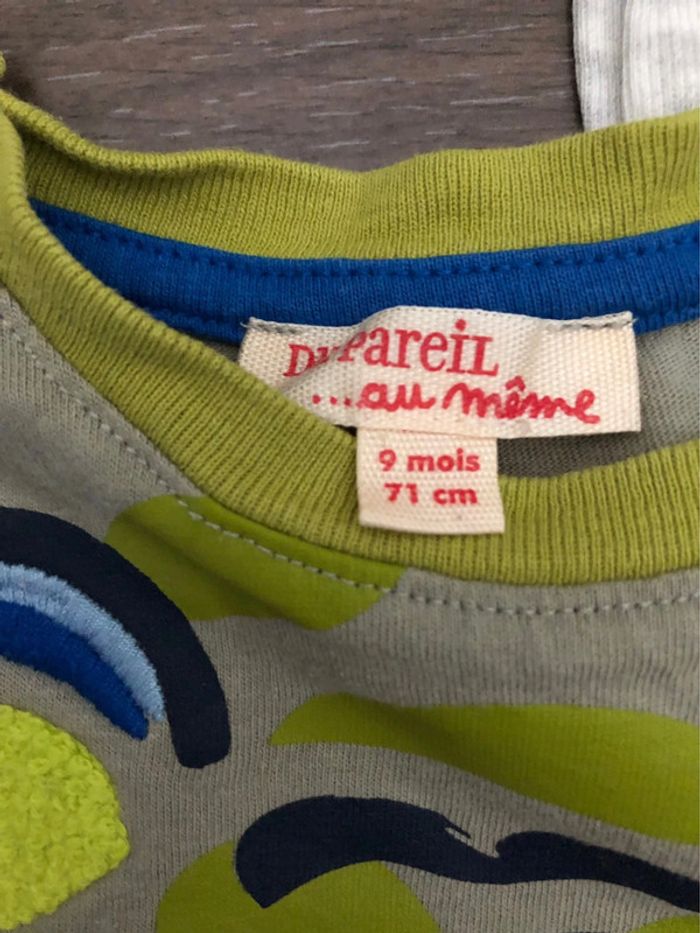 DuPareiL
...au même
9 mois
71 cm